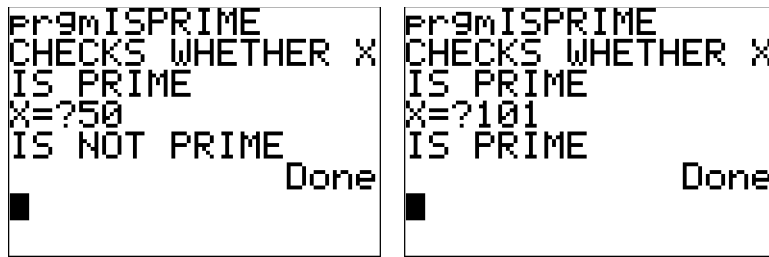 prgmISPRIME
CHECKS WHETHER X
IS PRIME
X=?50
IS NOT PRIME
Done
prgmISPRIME
CHECKS WHETHER X
IS PRIME
X=?101
IS PRIME
Done